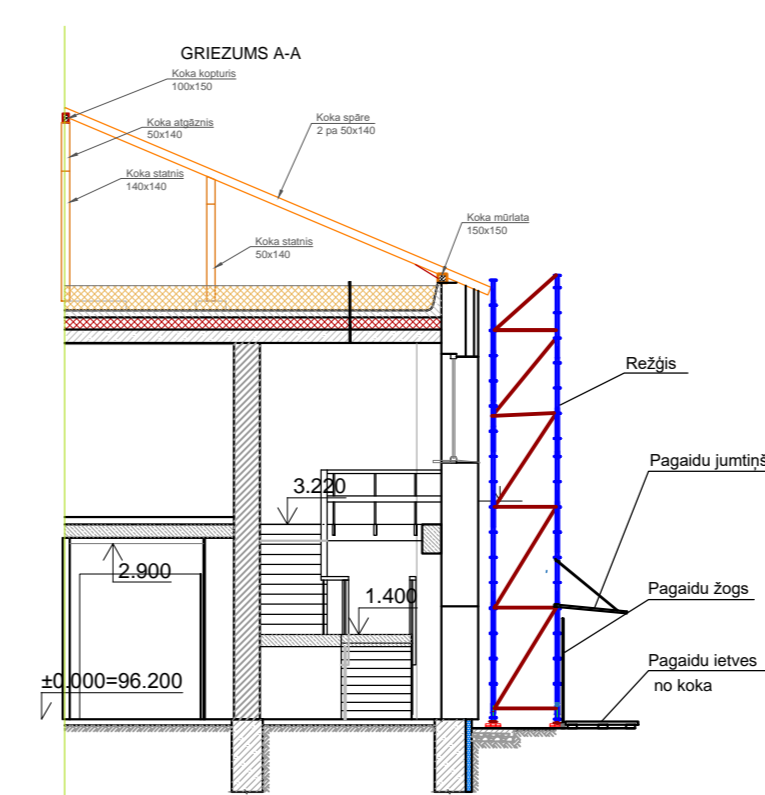 GRIEZUMS A-A
Koka kopturis
100x150
Koka atgāznis
50x140
Koka spāre
2 pa 50x140
Koka statnis
140x140
Koka mūrlata
150x150
Koka statnis
50x140
Režģis
Pagaidu jumtiņš
3.220
2.900
1.400
Pagaidu žogs
Pagaidu ietves
no koka
±0.000=96.200